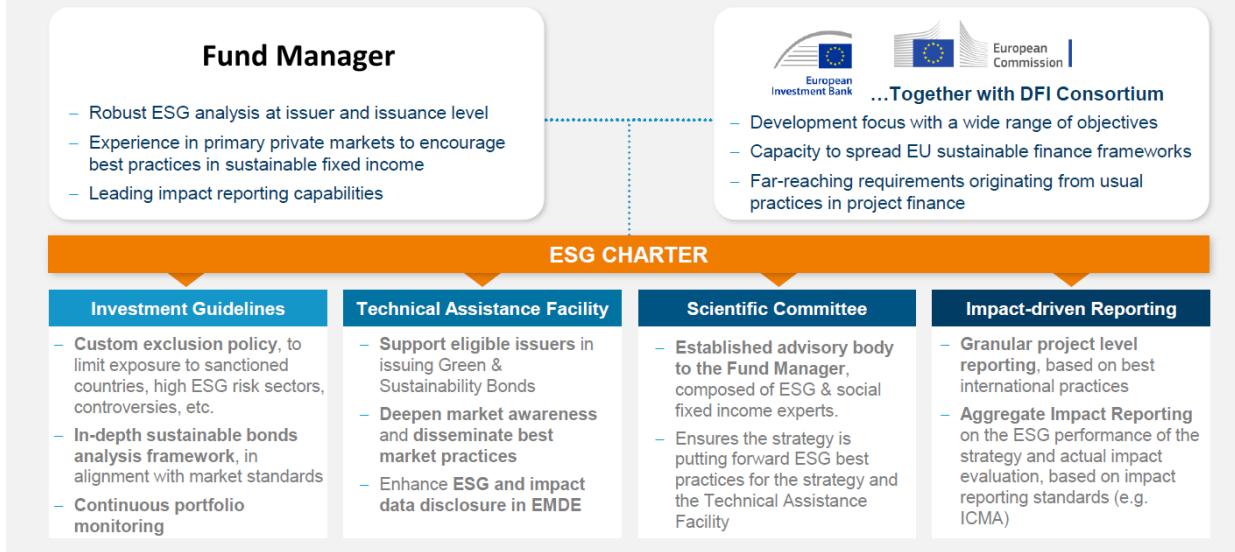 Fund Manager
– Robust ESG analysis at issuer and issuance level
– Experience in primary private markets to encourage
best practices in sustainable fixed income
– Leading impact reporting capabilities
European
Investment Bank
European
Commission
…Together with DFI Consortium
– Development focus with a wide range of objectives
– Capacity to spread EU sustainable finance frameworks
– Far-reaching requirements originating from usual
practices in project finance
ESG CHARTER
Investment Guidelines
– Custom exclusion policy, to
limit exposure to sanctioned
countries, high ESG risk sectors,
controversies, etc.
– In-depth sustainable bonds
analysis framework, in
alignment with market standards
– Continuous portfolio
monitoring
Technical Assistance Facility
– Support eligible issuers in
issuing Green &
Sustainability Bonds
– Deepen market awareness
and disseminate best
market practices
– Enhance ESG and impact
data disclosure in EMDE
Scientific Committee
– Established advisory body
to the Fund Manager,
composed of ESG & social
fixed income experts.
– Ensures the strategy is
putting forward ESG best
practices for the strategy and
the Technical Assistance
Facility
Impact-driven Reporting
– Granular project level
reporting, based on best
international practices
– Aggregate Impact Reporting
on the ESG performance of the
strategy and actual impact
evaluation, based on impact
reporting standards (e.g.
ICMA)